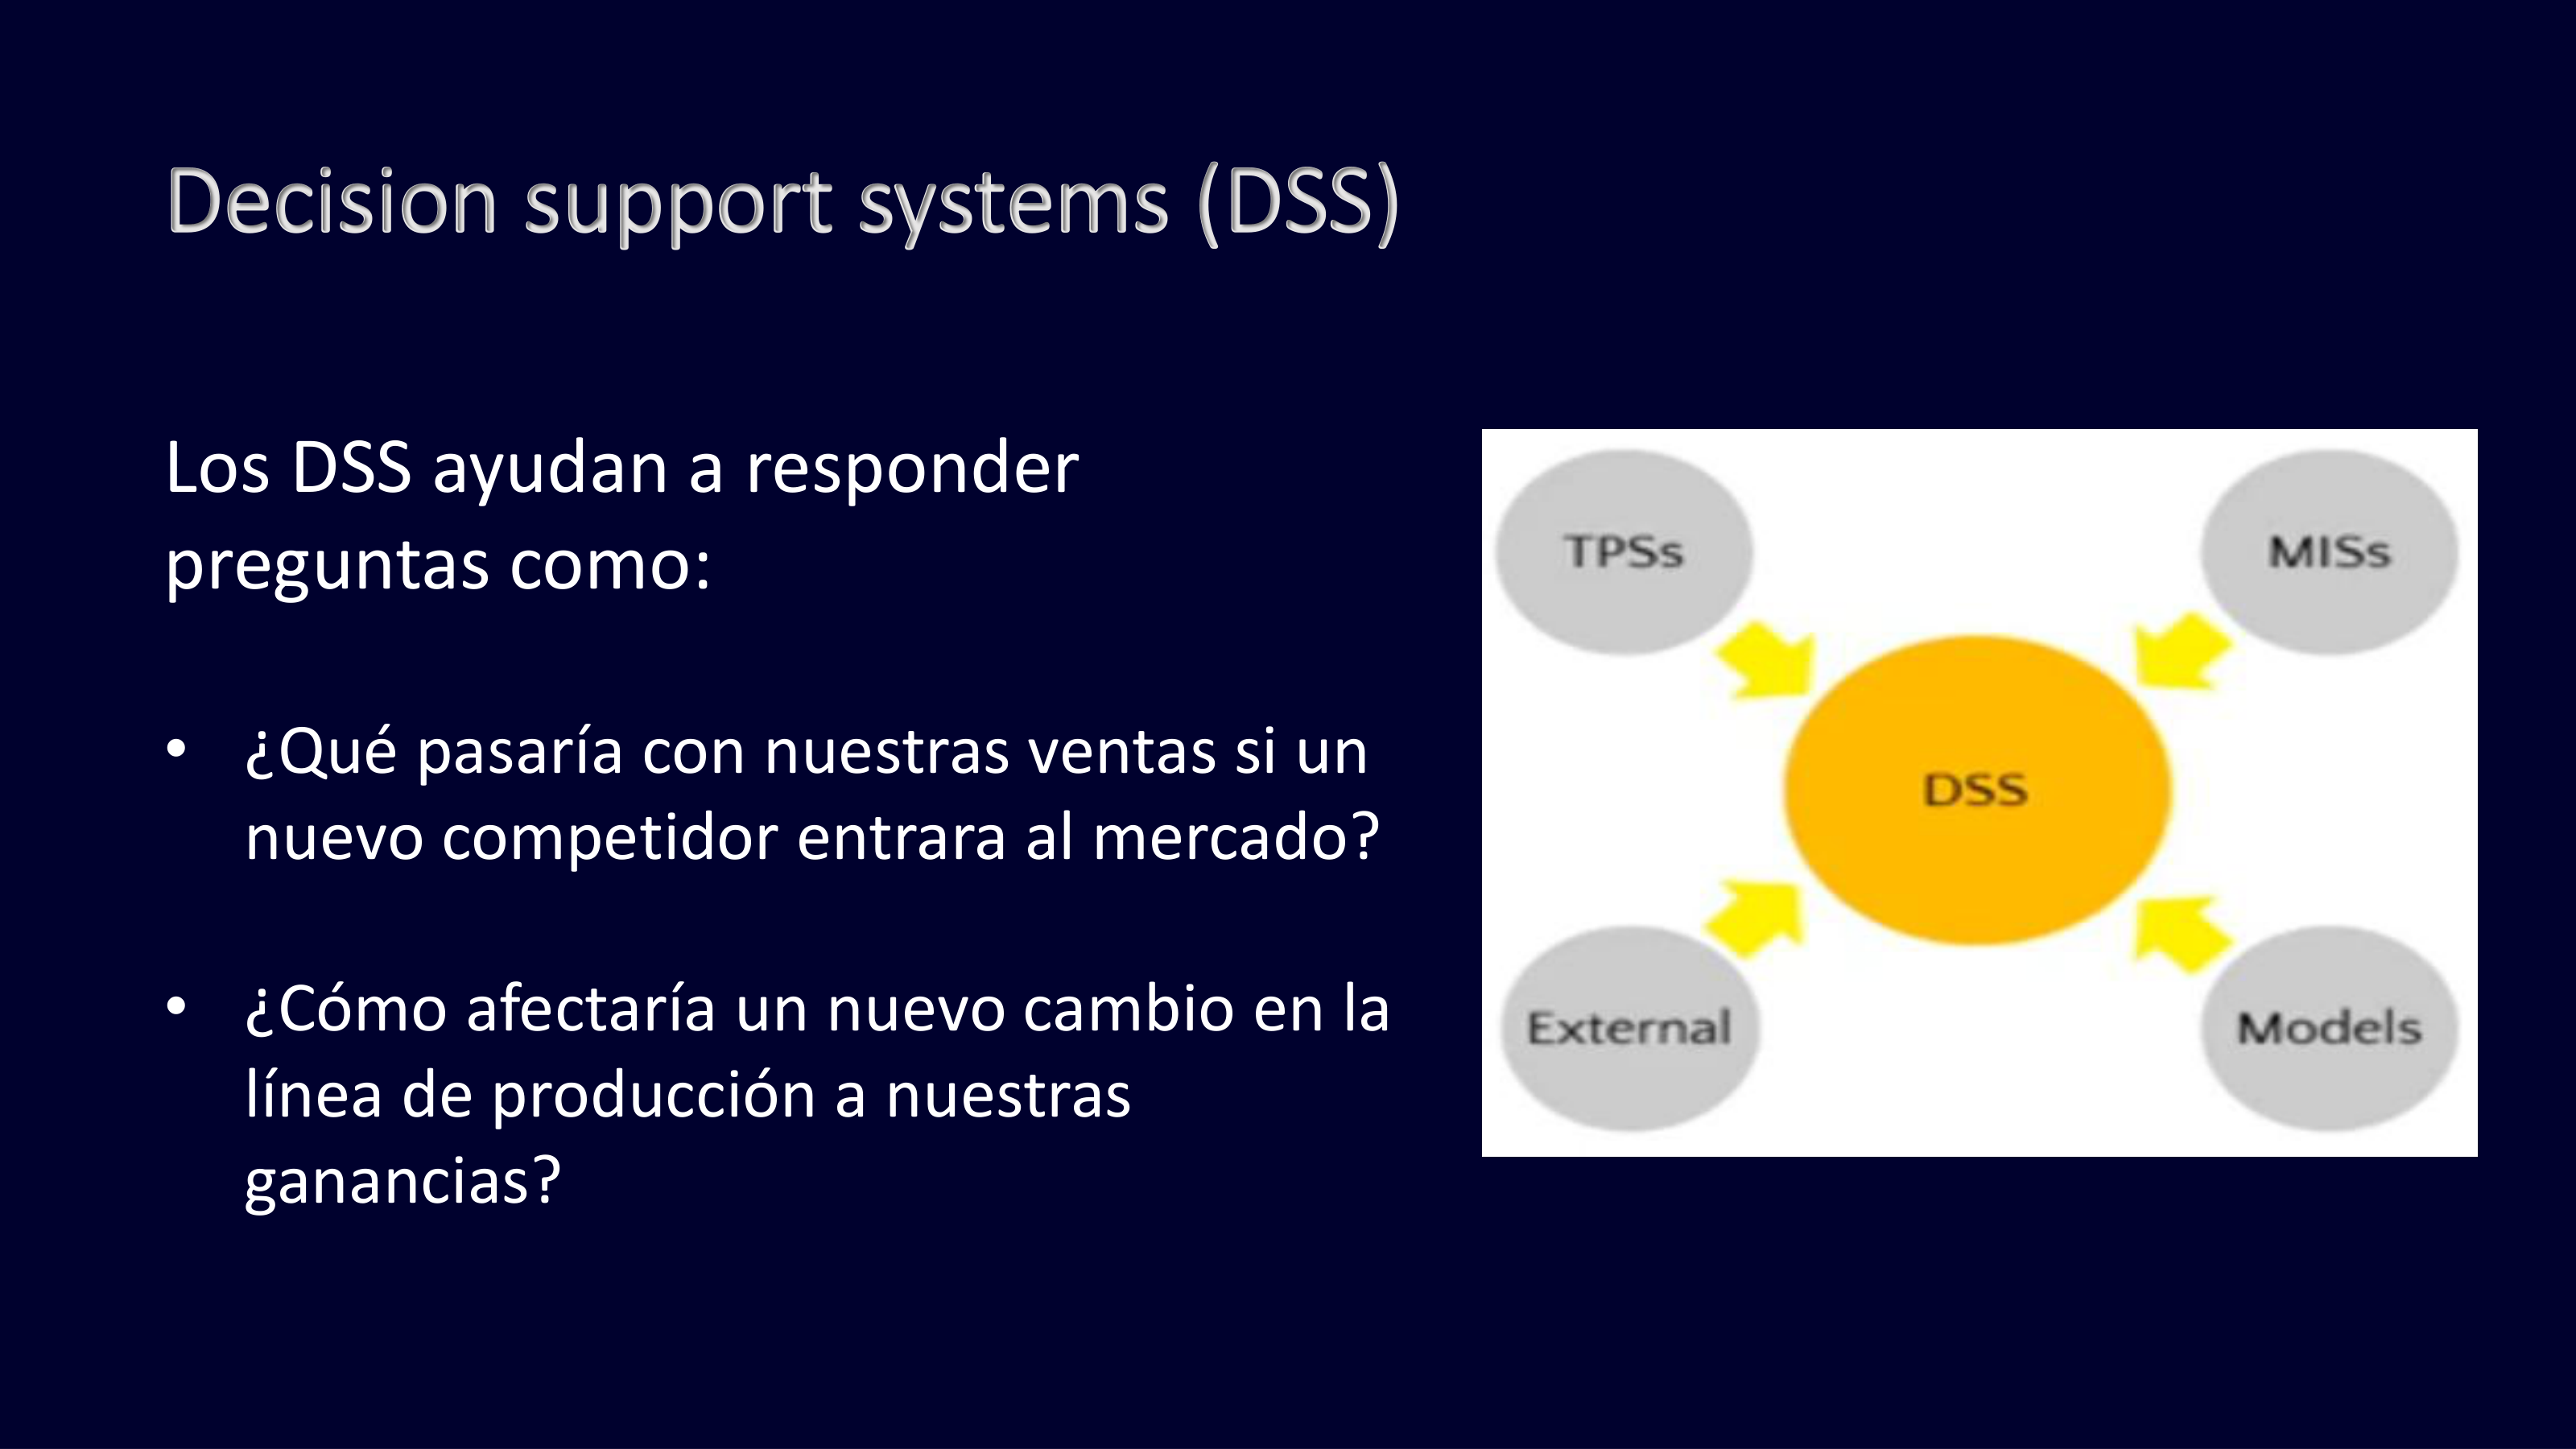 Decision support systems (DSS)
Los DSS ayudan a responder
preguntas como:
• ¿Qué pasaría con nuestras ventas si un
nuevo competidor entrara al mercado?
• ¿Cómo afectaría un nuevo cambio en la
línea de producción a nuestras
ganancias?
TPSs
MISs
DSS
External
Models